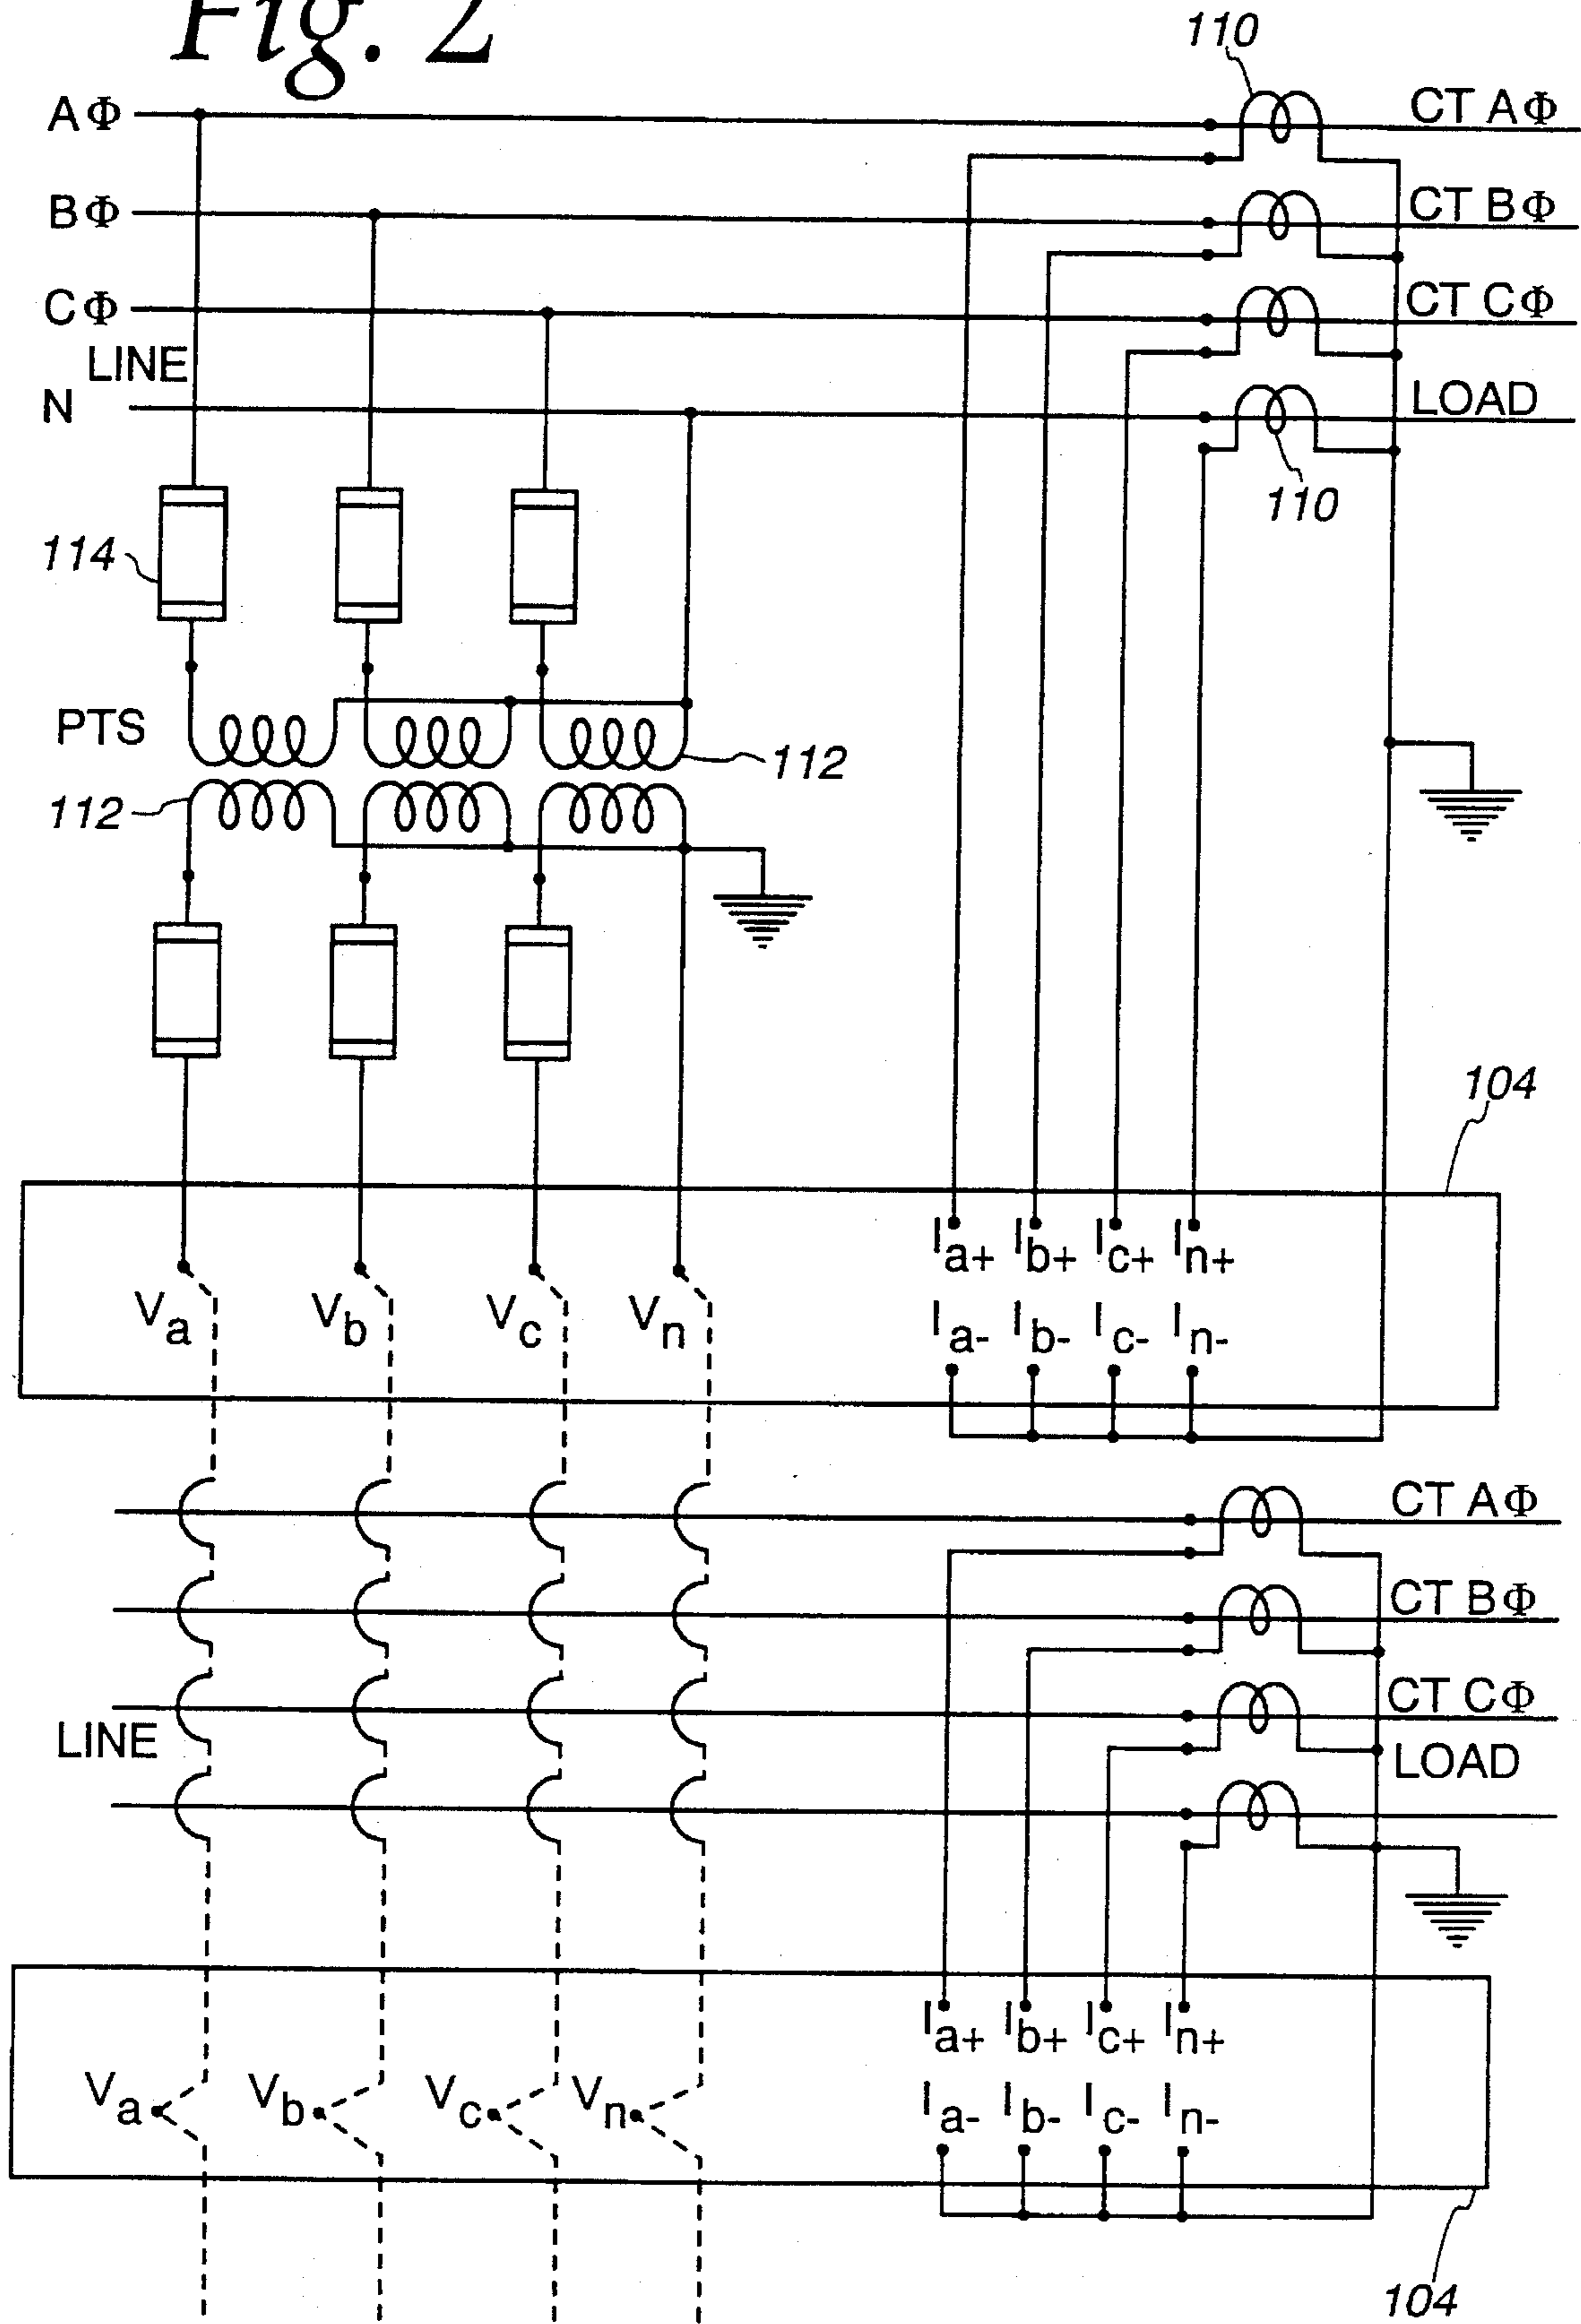 Fig. 2
110
AΦ
CT AΦ
BΦ
CT BΦ
CΦ
CT CΦ
LINE
N
LOAD
110
114
PTS
112
112
104
Ia+ Ib+ Ic+ In+
Va Vb Vc Vn
Ia- Ib- Ic- In-
CT AΦ
CT BΦ
CT CΦ
LINE
LOAD
Ia+ Ib+ Ic+ In+
Va Vb Vc Vn
Ia- Ib- Ic- In-
104